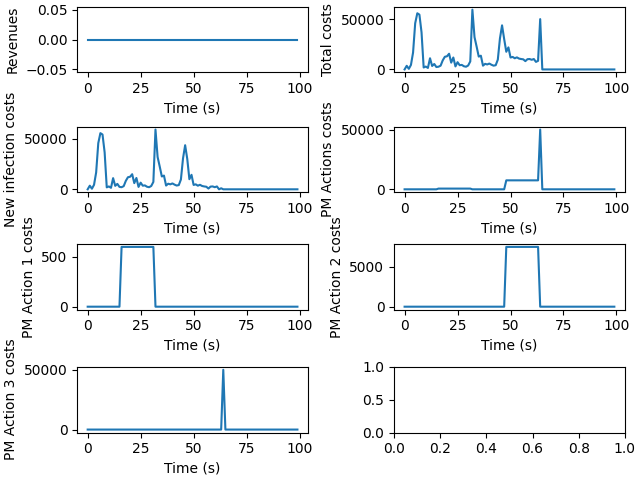 Revenues
0.05
0.00
−0.05
0 25 50 75 100
Time (s)
Total costs
50000
0
0 25 50 75 100
Time (s)
New infection costs
50000
0
0 25 50 75 100
Time (s)
PM Actions costs
50000
0
0 25 50 75 100
Time (s)
PM Action 1 costs
500
0
0 25 50 75 100
Time (s)
PM Action 2 costs
5000
0
0 25 50 75 100
Time (s)
PM Action 3 costs
50000
0
0 25 50 75 100
Time (s)
1.0
0.5
0.0
0.0 0.2 0.4 0.6 0.8 1.0